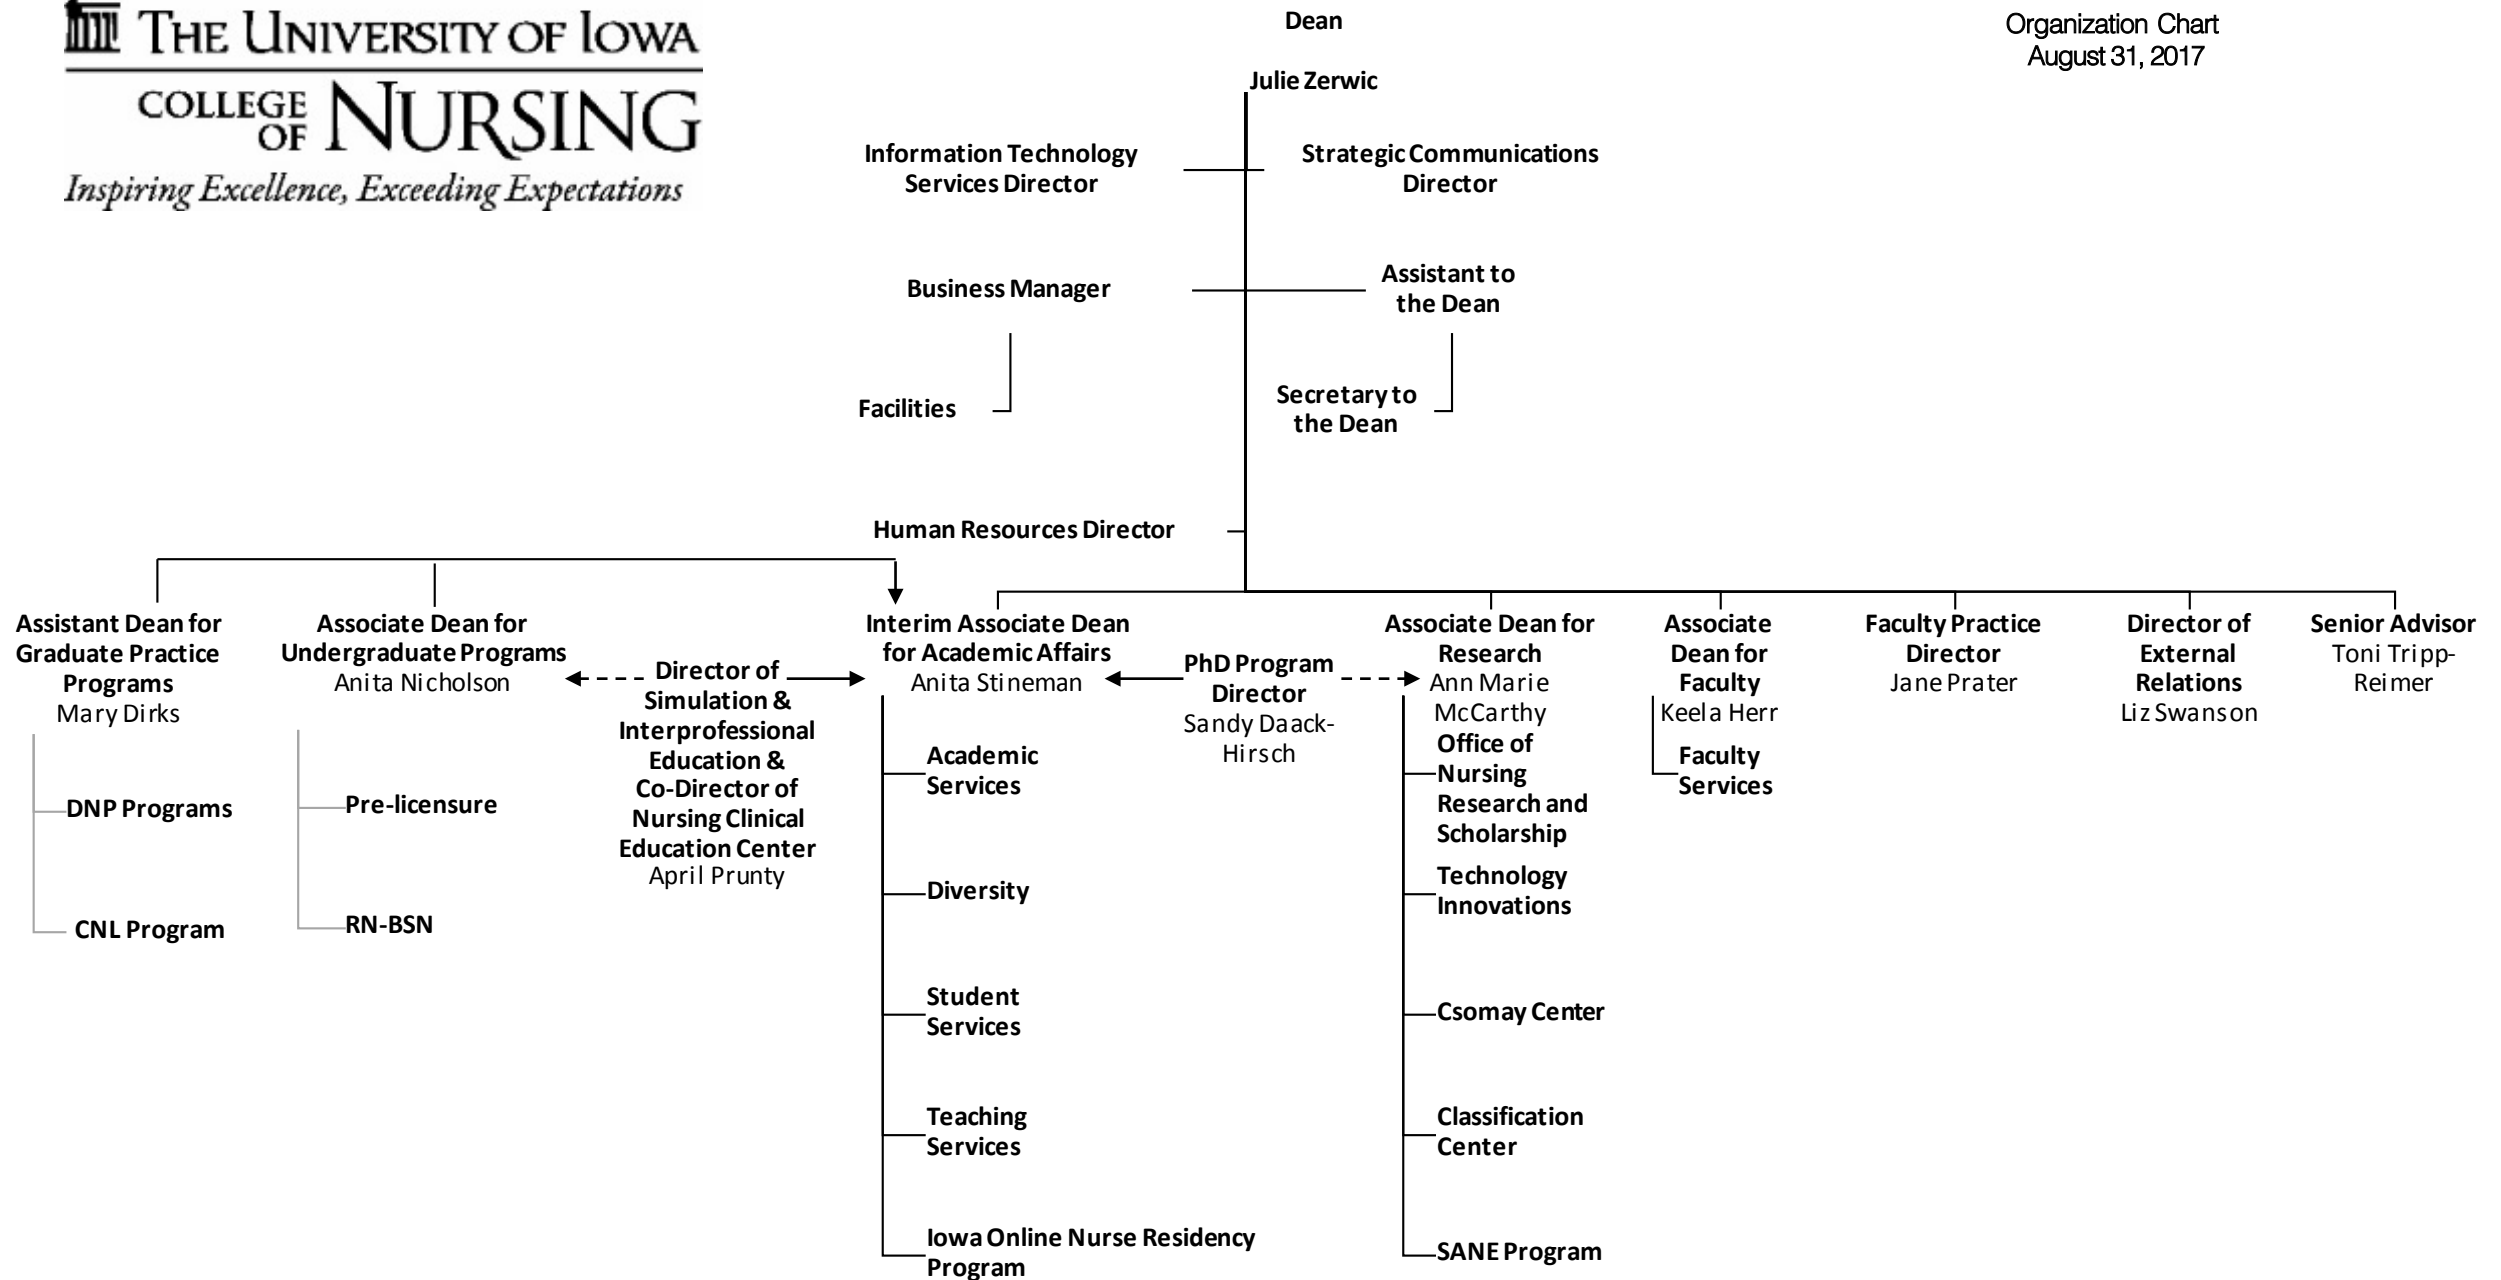 THE UNIVERSITY OF IOWA
COLLEGE
OF NURSING
Inspiring Excellence, Exceeding Expectations
Dean
Julie Zerwic
Organization Chart
August 31, 2017
Information Technology
Services Director
Strategic Communications
Director
Business Manager
Assistant to
the Dean
Facilities
Secretary to
the Dean
Human Resources Director
Assistant Dean for
Graduate Practice
Programs
Mary Dirks
DNP Programs
CNL Program
Associate Dean for
Undergraduate Programs
Anita Nicholson
Pre-licensure
RN-BSN
Director of
Simulation &
Interprofessional
Education &
Co-Director of
Nursing Clinical
Education Center
April Prunty
Interim Associate Dean
for Academic Affairs
Anita Stineman
Academic
Services
Diversity
Student
Services
Teaching
Services
Iowa Online Nurse Residency
Program
PhD Program
Director
Sandy Daack-
Hirsch
Associate Dean for
Research
Ann Marie
McCarthy
Office of
Nursing
Research and
Scholarship
Technology
Innovations
Csomay Center
Classification
Center
SANE Program
Associate
Dean for
Faculty
Keela Herr
Faculty
Services
Faculty Practice
Director
Jane Prater
Director of
External
Relations
Liz Swanson
Senior Advisor
Toni Tripp-
Reimer